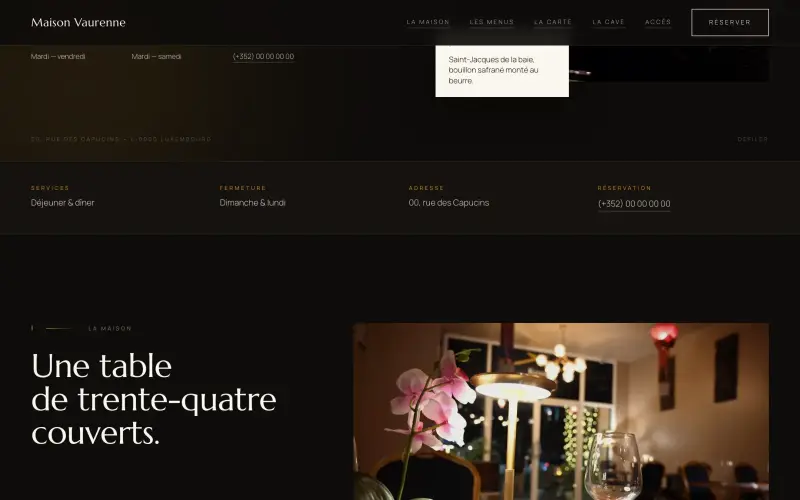 Maison Vaurenne
LA MAISON LES MENUS LA CARTE LA CAVE ACCÈS RÉSERVER
Mardi — vendredi Mardi — samedi (+352) 00 00 00 00
Saint-Jacques de la baie,
bouillon safrané monté au
beurre.
00, RUE DES CAPUCINS
LUXEMBOURG
SERVICES FERMETURE ADRESSE RÉSERVATION
Déjeuner & dîner Dimanche & lundi 00, rue des Capucins (+352) 00 00 00 00
I LA MAISON
Une table
de trente-quatre
couverts.